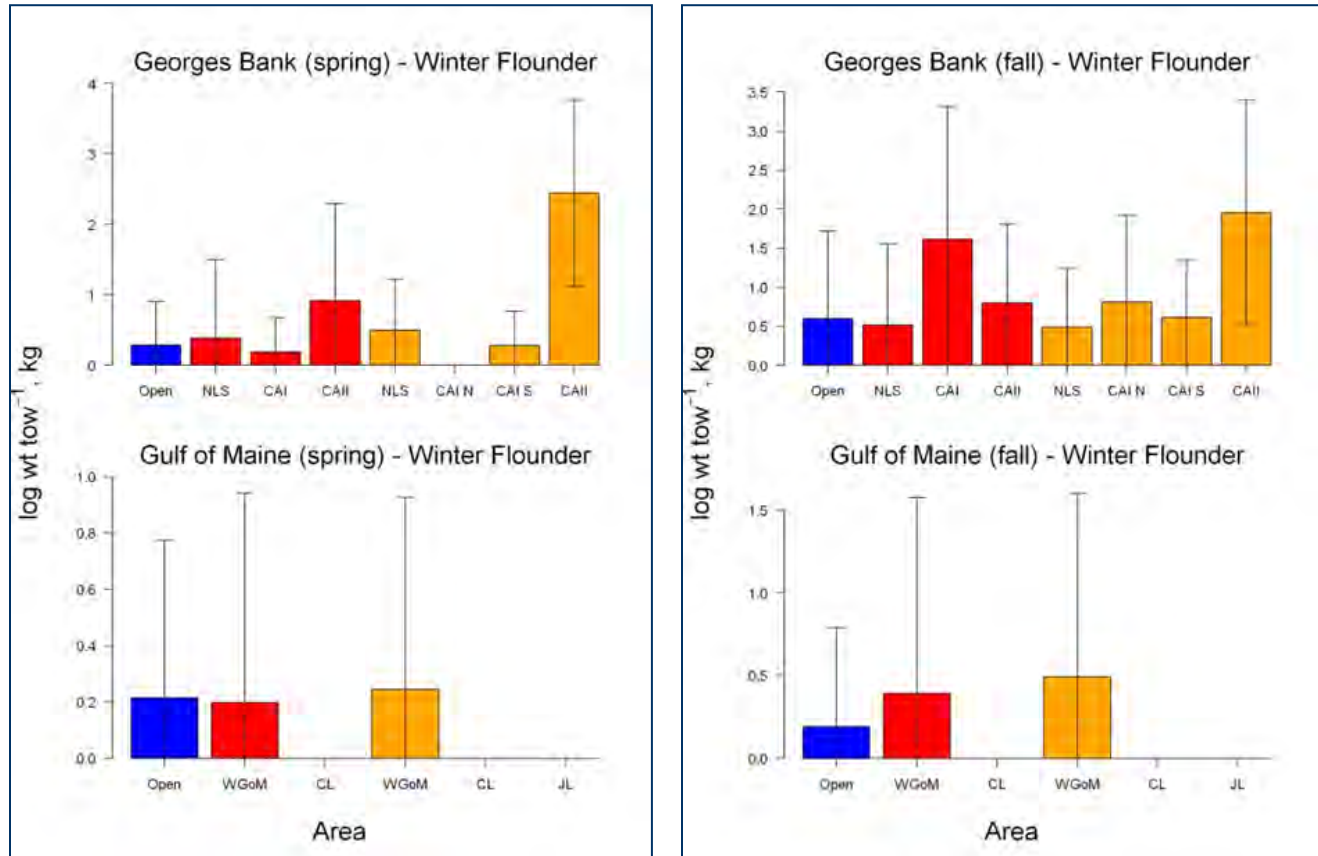 Georges Bank (spring) - Winter Flounder
4
3
2
1
0
Open NLS CAI CAII NLS CAI N CAI S CAII
Gulf of Maine (spring) - Winter Flounder
1.0
0.8
0.6
0.4
0.2
0.0
Open WGoM CL WGoM CL JL
log wt tow⁻¹, kg
Area
Georges Bank (fall) - Winter Flounder
3.5
3.0
2.5
2.0
1.5
1.0
0.5
0.0
Open NLS CAI CAII NLS CAI N CAI S CAII
Gulf of Maine (fall) - Winter Flounder
1.5
1.0
0.5
0.0
Open WGoM CL WGoM CL JL
log wt tow⁻¹, kg
Area